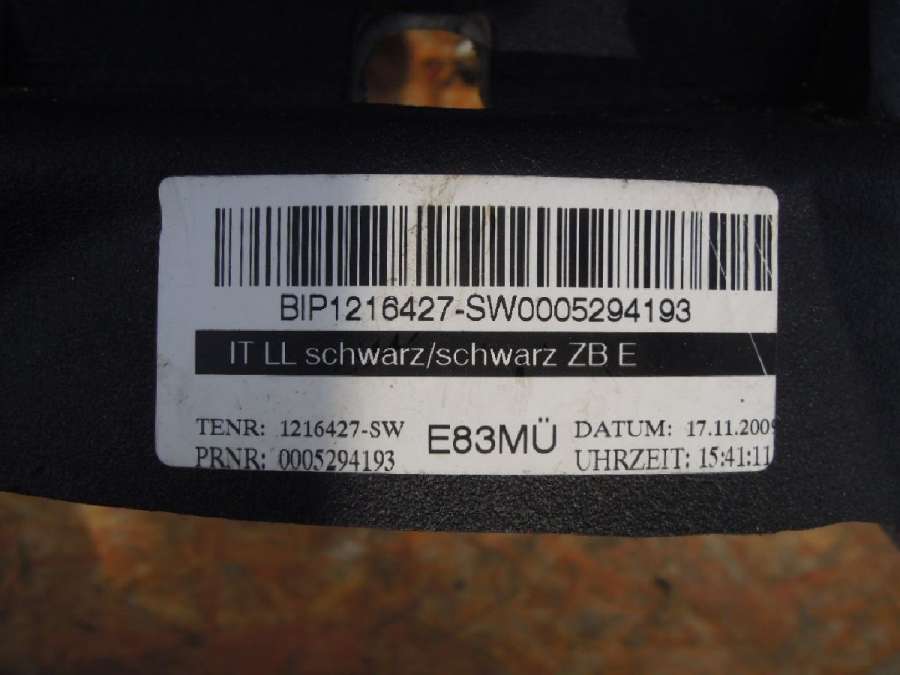 BIP1216427-SW0005294193
IT LL schwarz/schwarz ZB E
TENR: 1216427-SW
PRNR: 0005294193
E83MÜ
DATUM: 17.11.2009
UHRZEIT: 15:41:11